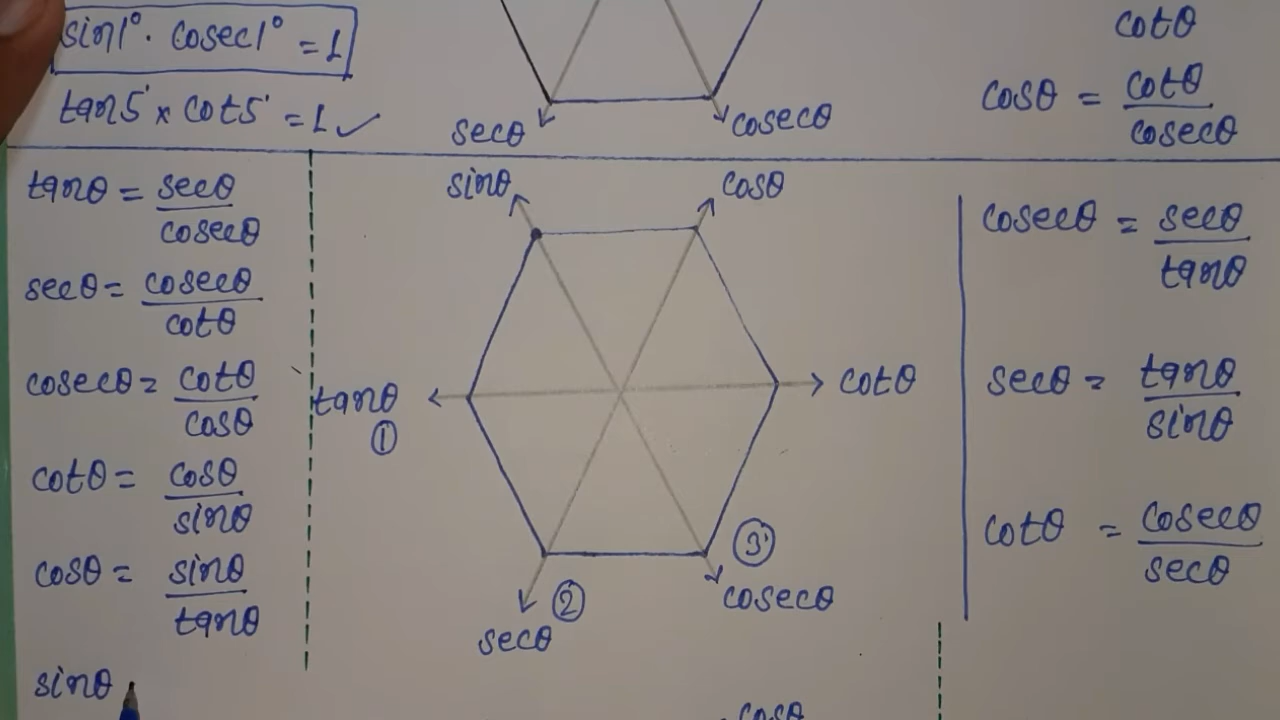 sin1° . cosec1° = 1
tan5° × cot5° = 1 ✓
secθ
cosecθ
cotθ
cosθ = cotθ
cosecθ
tanθ = secθ
cosecθ
secθ = cosecθ
cotθ
cosecθ = cotθ
cosθ
cotθ = cosθ
sinθ
cosθ = sinθ
tanθ
sinθ
sinθ
cosθ
tanθ
①
cotθ
③
②
cosecθ
secθ
cosθ
cosecθ = secθ
tanθ
secθ = tanθ
sinθ
cotθ = cosecθ
secθ